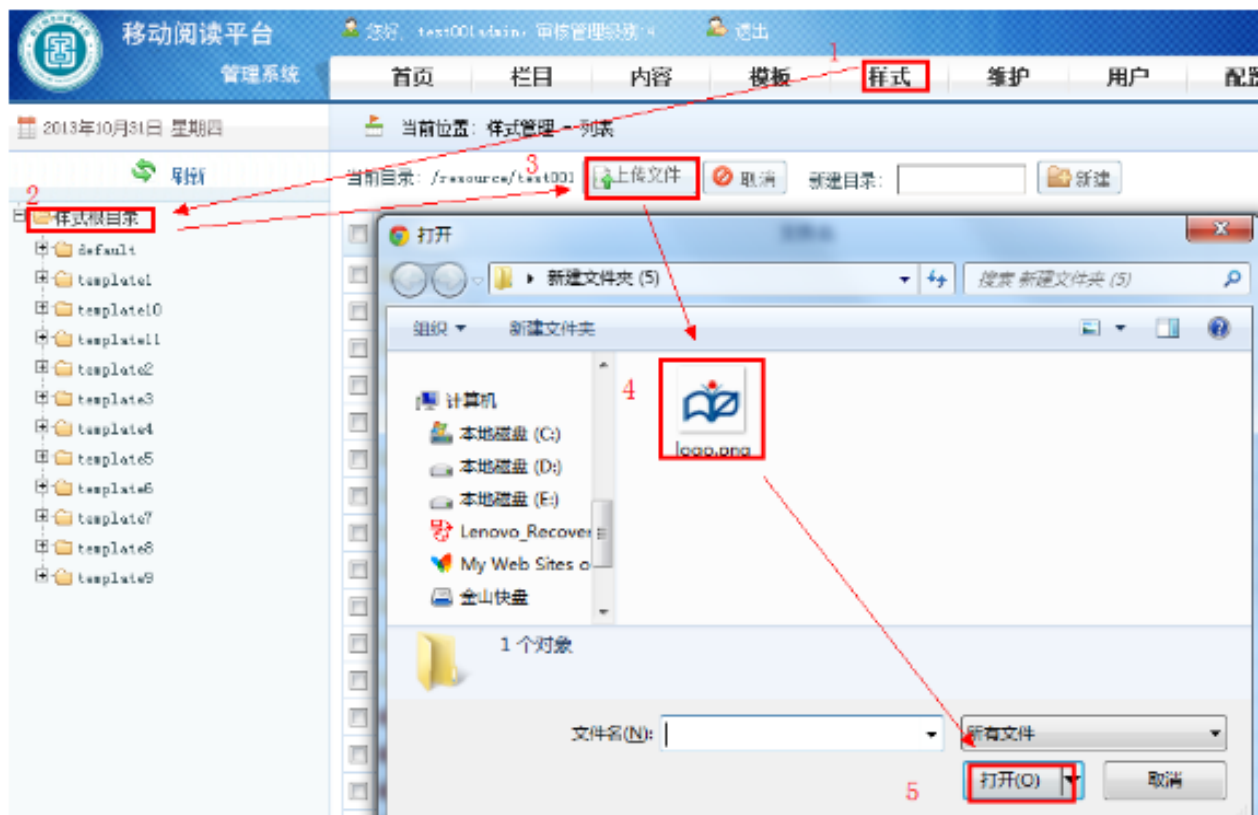 移动阅读平台
管理系统
您好, test001admin, 审核管理级别:4 退出
1
首页 栏目 内容 模板 样式 维护 用户 配置
2013年10月31日 星期四
当前位置: 样式管理 - 列表
刷新
当前目录: /resource/test001 3 上传文件 取消 新建目录: 新建
2
样式根目录
default
template1
template10
template11
template2
template3
template4
template5
template6
template7
template8
template9
打开
新建文件夹 (5)
搜索 新建文件夹 (5)
组织 新建文件夹
计算机
本地磁盘 (C:)
本地磁盘 (D:)
本地磁盘 (E:)
Lenovo_Recover
My Web Sites o
金山快盘
4
logo.png
1 个对象
文件名(N): 所有文件
5
打开(O) 取消